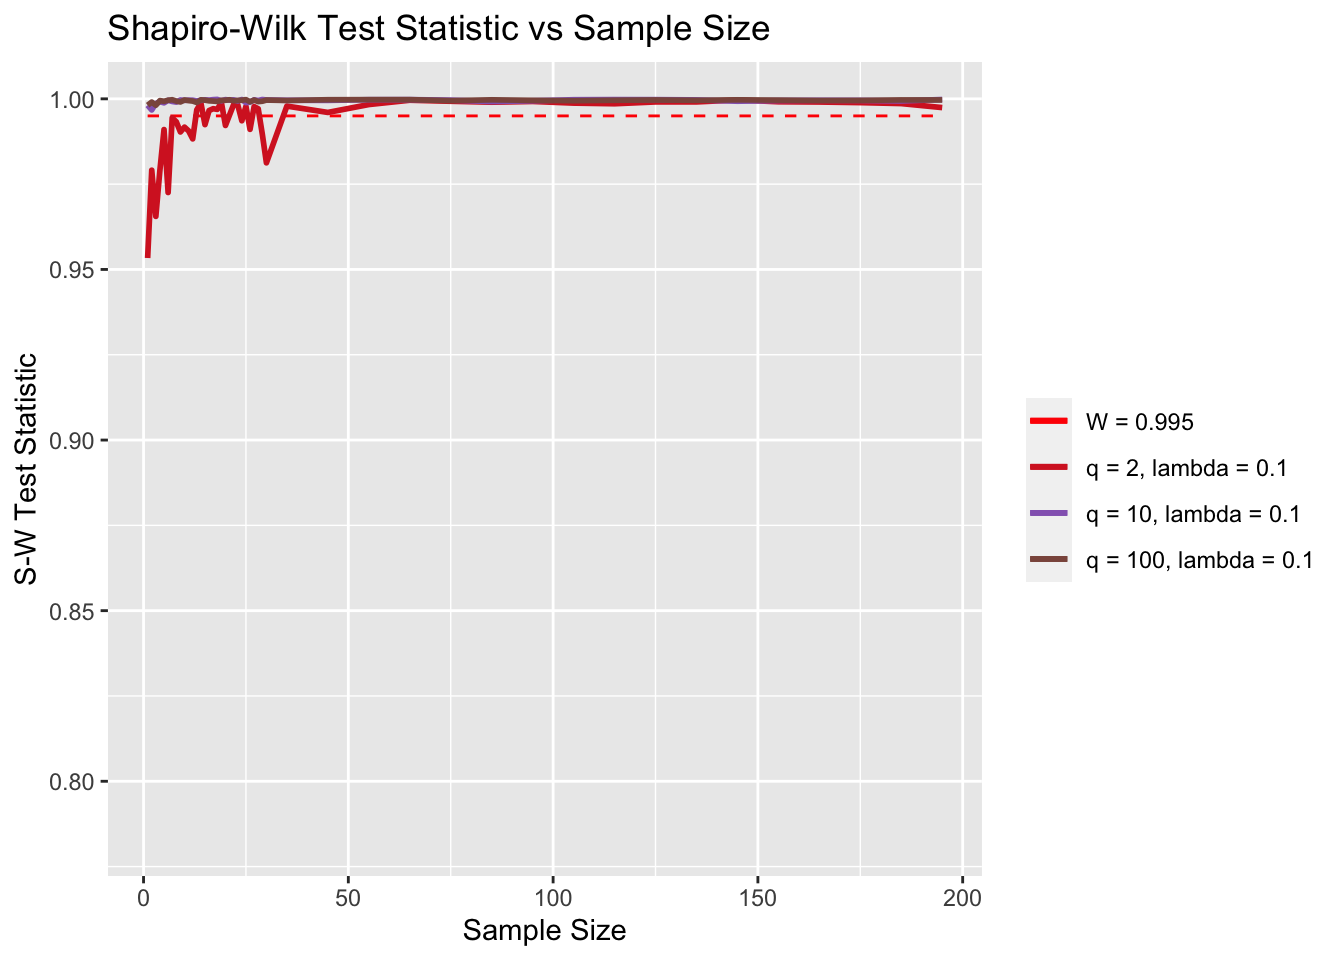 Shapiro-Wilk Test Statistic vs Sample Size
S-W Test Statistic
1.00
0.95
0.90
0.85
0.80
0
50
100
150
200
Sample Size
W = 0.995
q = 2, lambda = 0.1
q = 10, lambda = 0.1
q = 100, lambda = 0.1